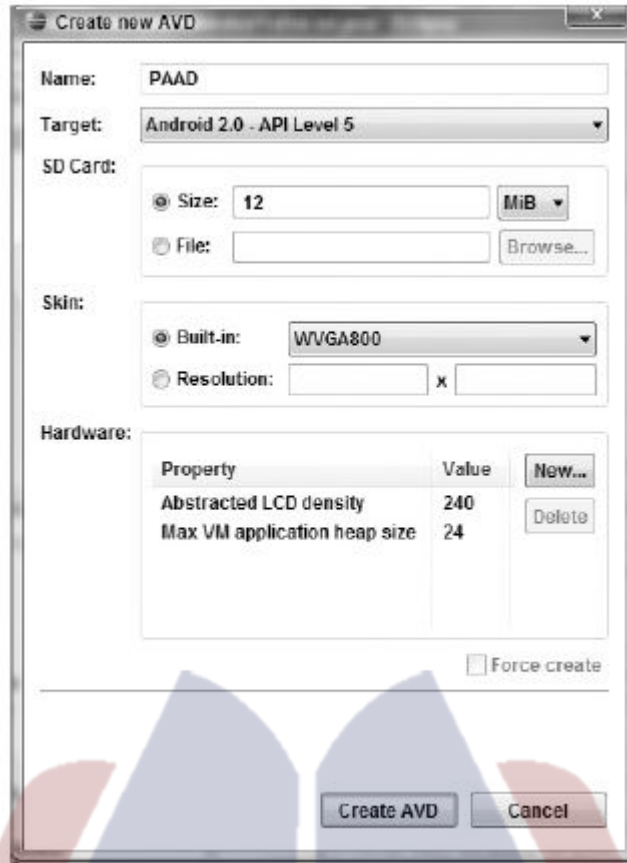 Create new AVD
Name: PAAD
Target: Android 2.0 - API Level 5
SD Card:
Size: 12 MiB
File: Browse...
Skin:
Built-in: WVGA800
Resolution: x
Hardware:
Property Value New...
Abstracted LCD density 240 Delete
Max VM application heap size 24
Force create
Create AVD Cancel